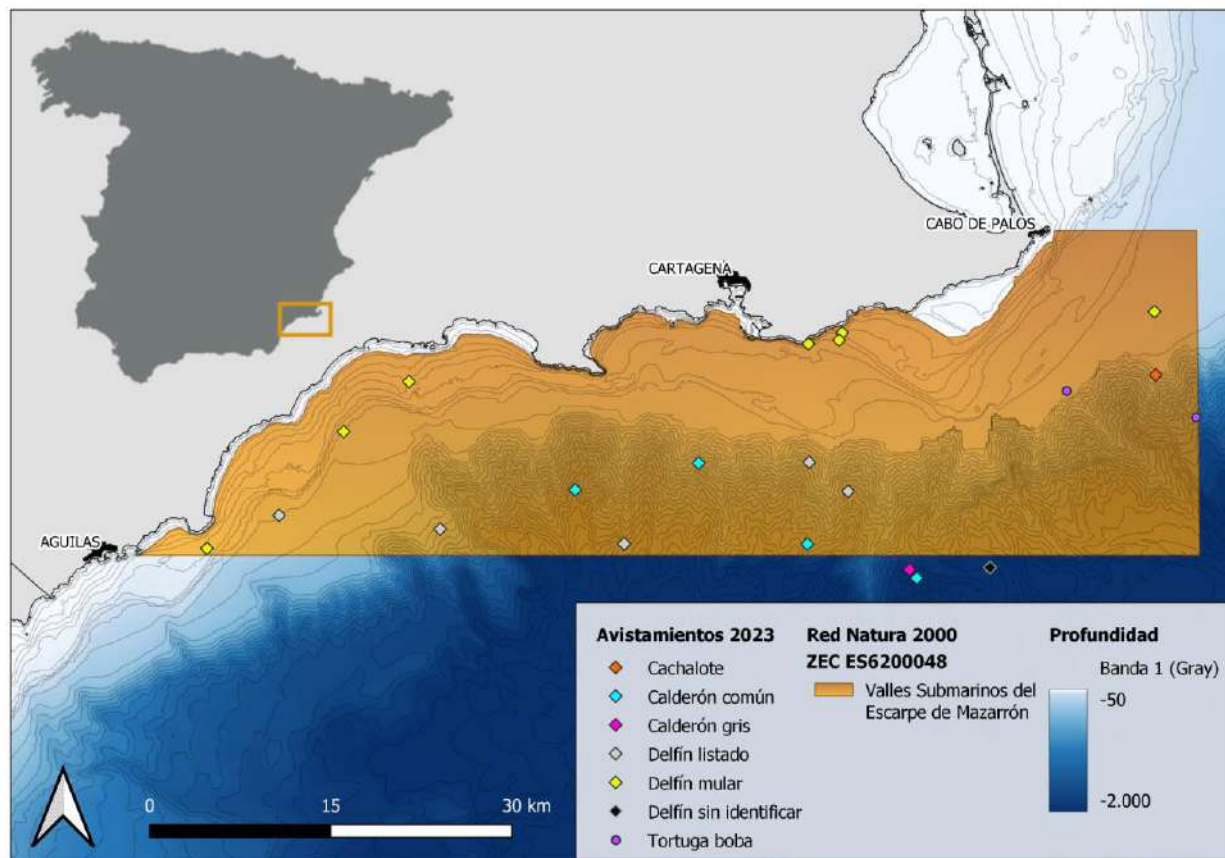 CABO DE PALOS
CARTAGENA
AGUILAS
Avistamientos 2023
Cachalote
Calderón común
Calderón gris
Delfín listado
Delfín mular
Delfín sin identificar
Tortuga boba
Red Natura 2000
ZEC ES6200048
Valles Submarinos del
Escarpe de Mazarrón
Profundidad
Banda 1 (Gray)
-50
-2.000
0 15 30 km